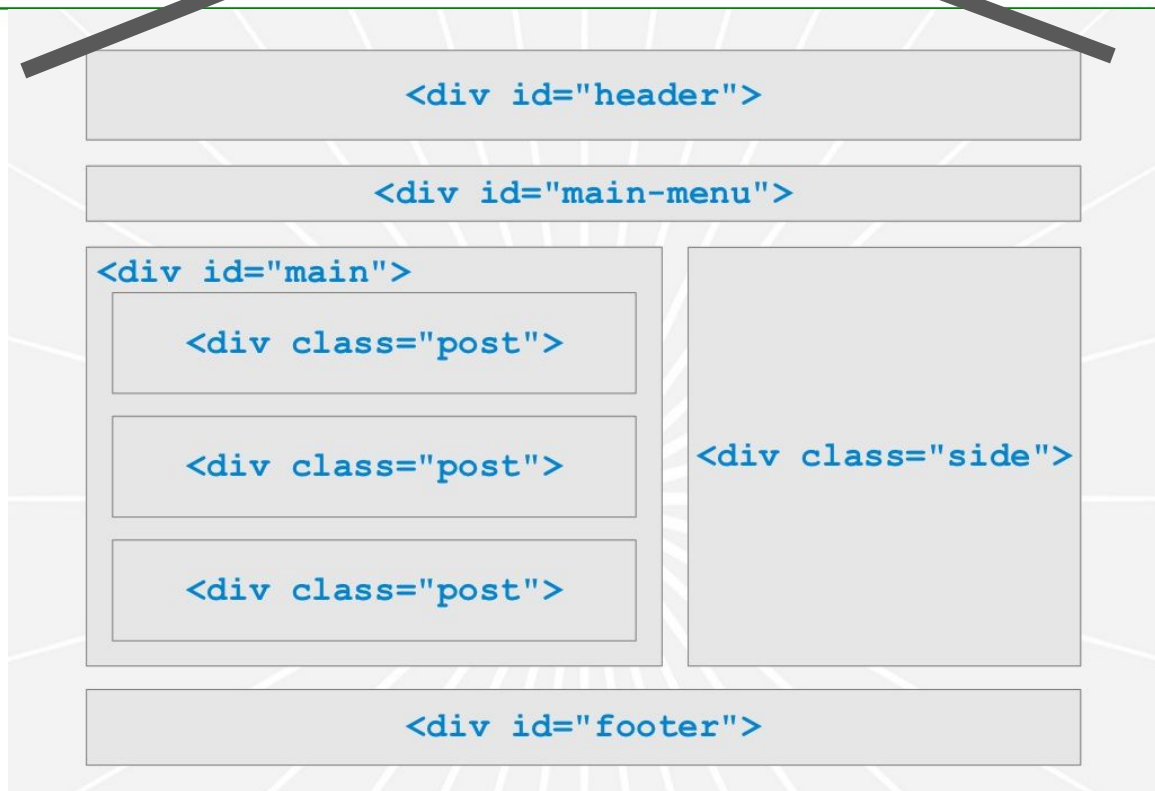 <div id="header">
<div id="main-menu">
<div id="main">
<div class="post">
<div class="post">
<div class="post">
<div class="side">
<div id="footer">